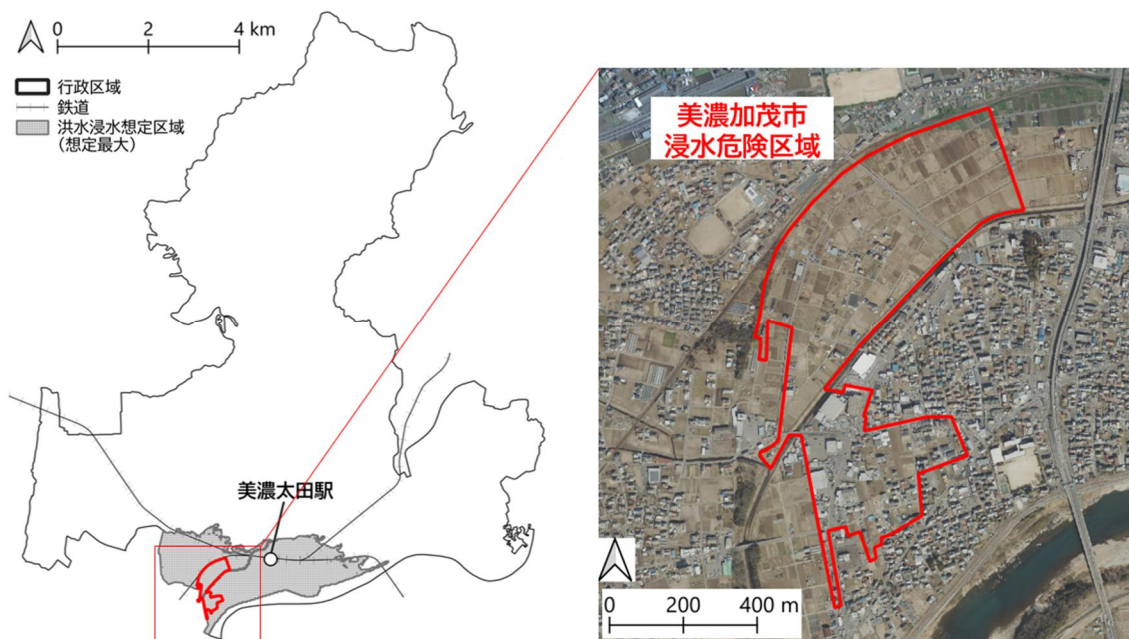 0 2 4 km
行政区域
鉄道
洪水浸水想定区域
(想定最大)
美濃太田駅
美濃加茂市
浸水危険区域
0 200 400 m